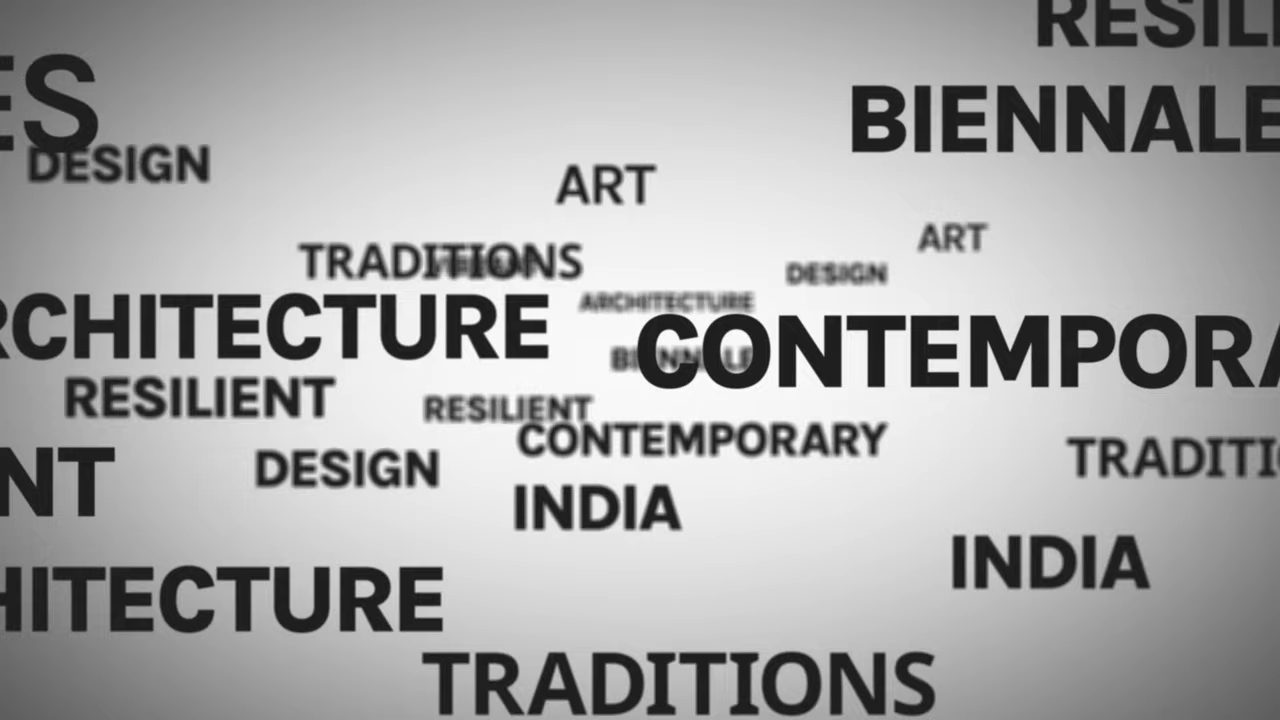 RESIL
ES
BIENNALE
DESIGN
ART
ART
TRADITIONS
DESIGN
ARCHITECTURE
RCHITECTURE
CONTEMPORA
BIENNALE
RESILIENT
RESILIENT
CONTEMPORARY
TRADITI
DESIGN
NT
INDIA
INDIA
HITECTURE
TRADITIONS